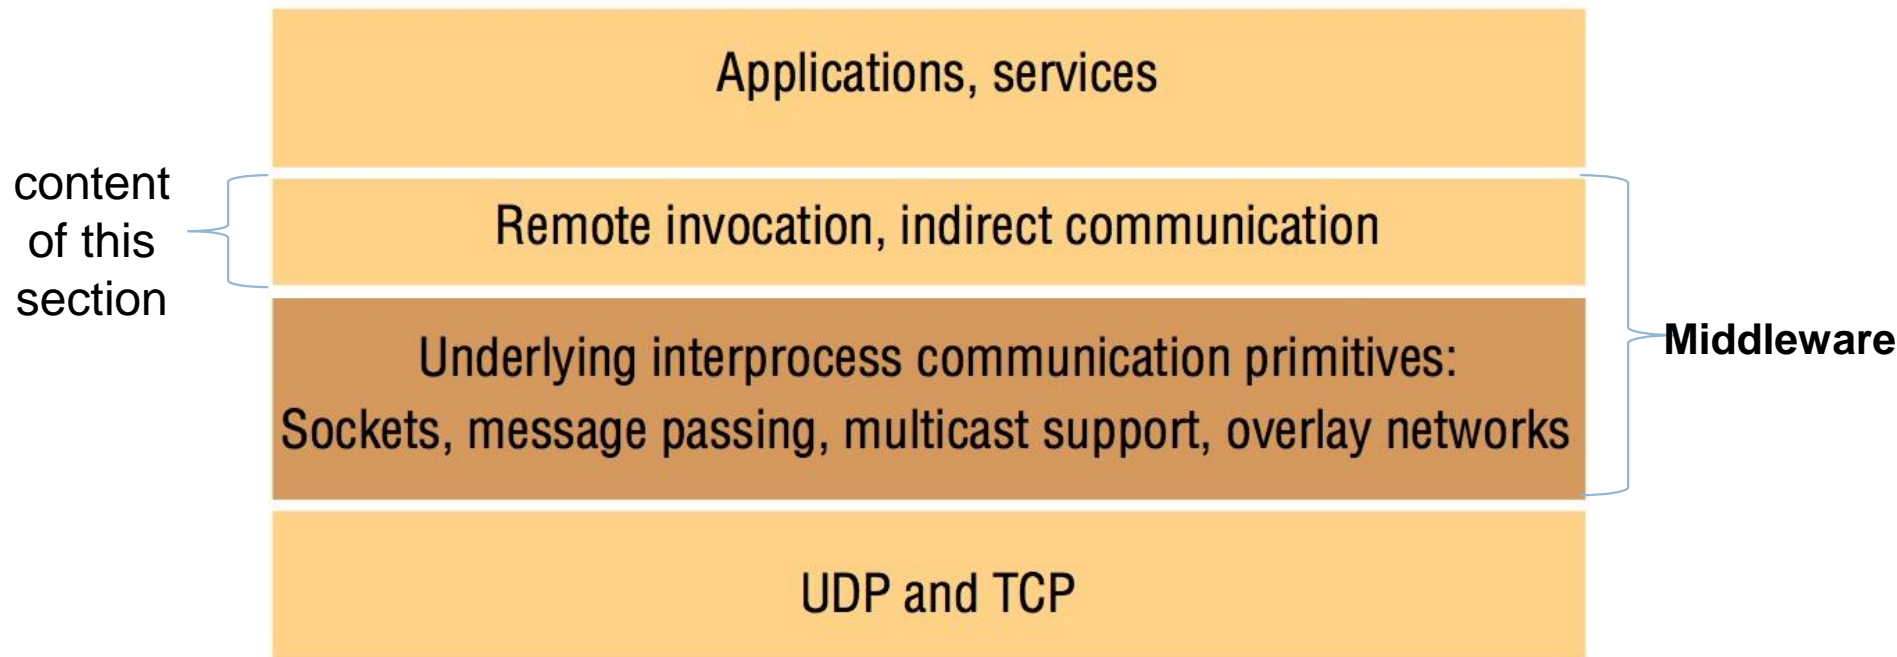 Applications, services
content
of this
section
Remote invocation, indirect communication
Underlying interprocess communication primitives:
Sockets, message passing, multicast support, overlay networks
Middleware
UDP and TCP